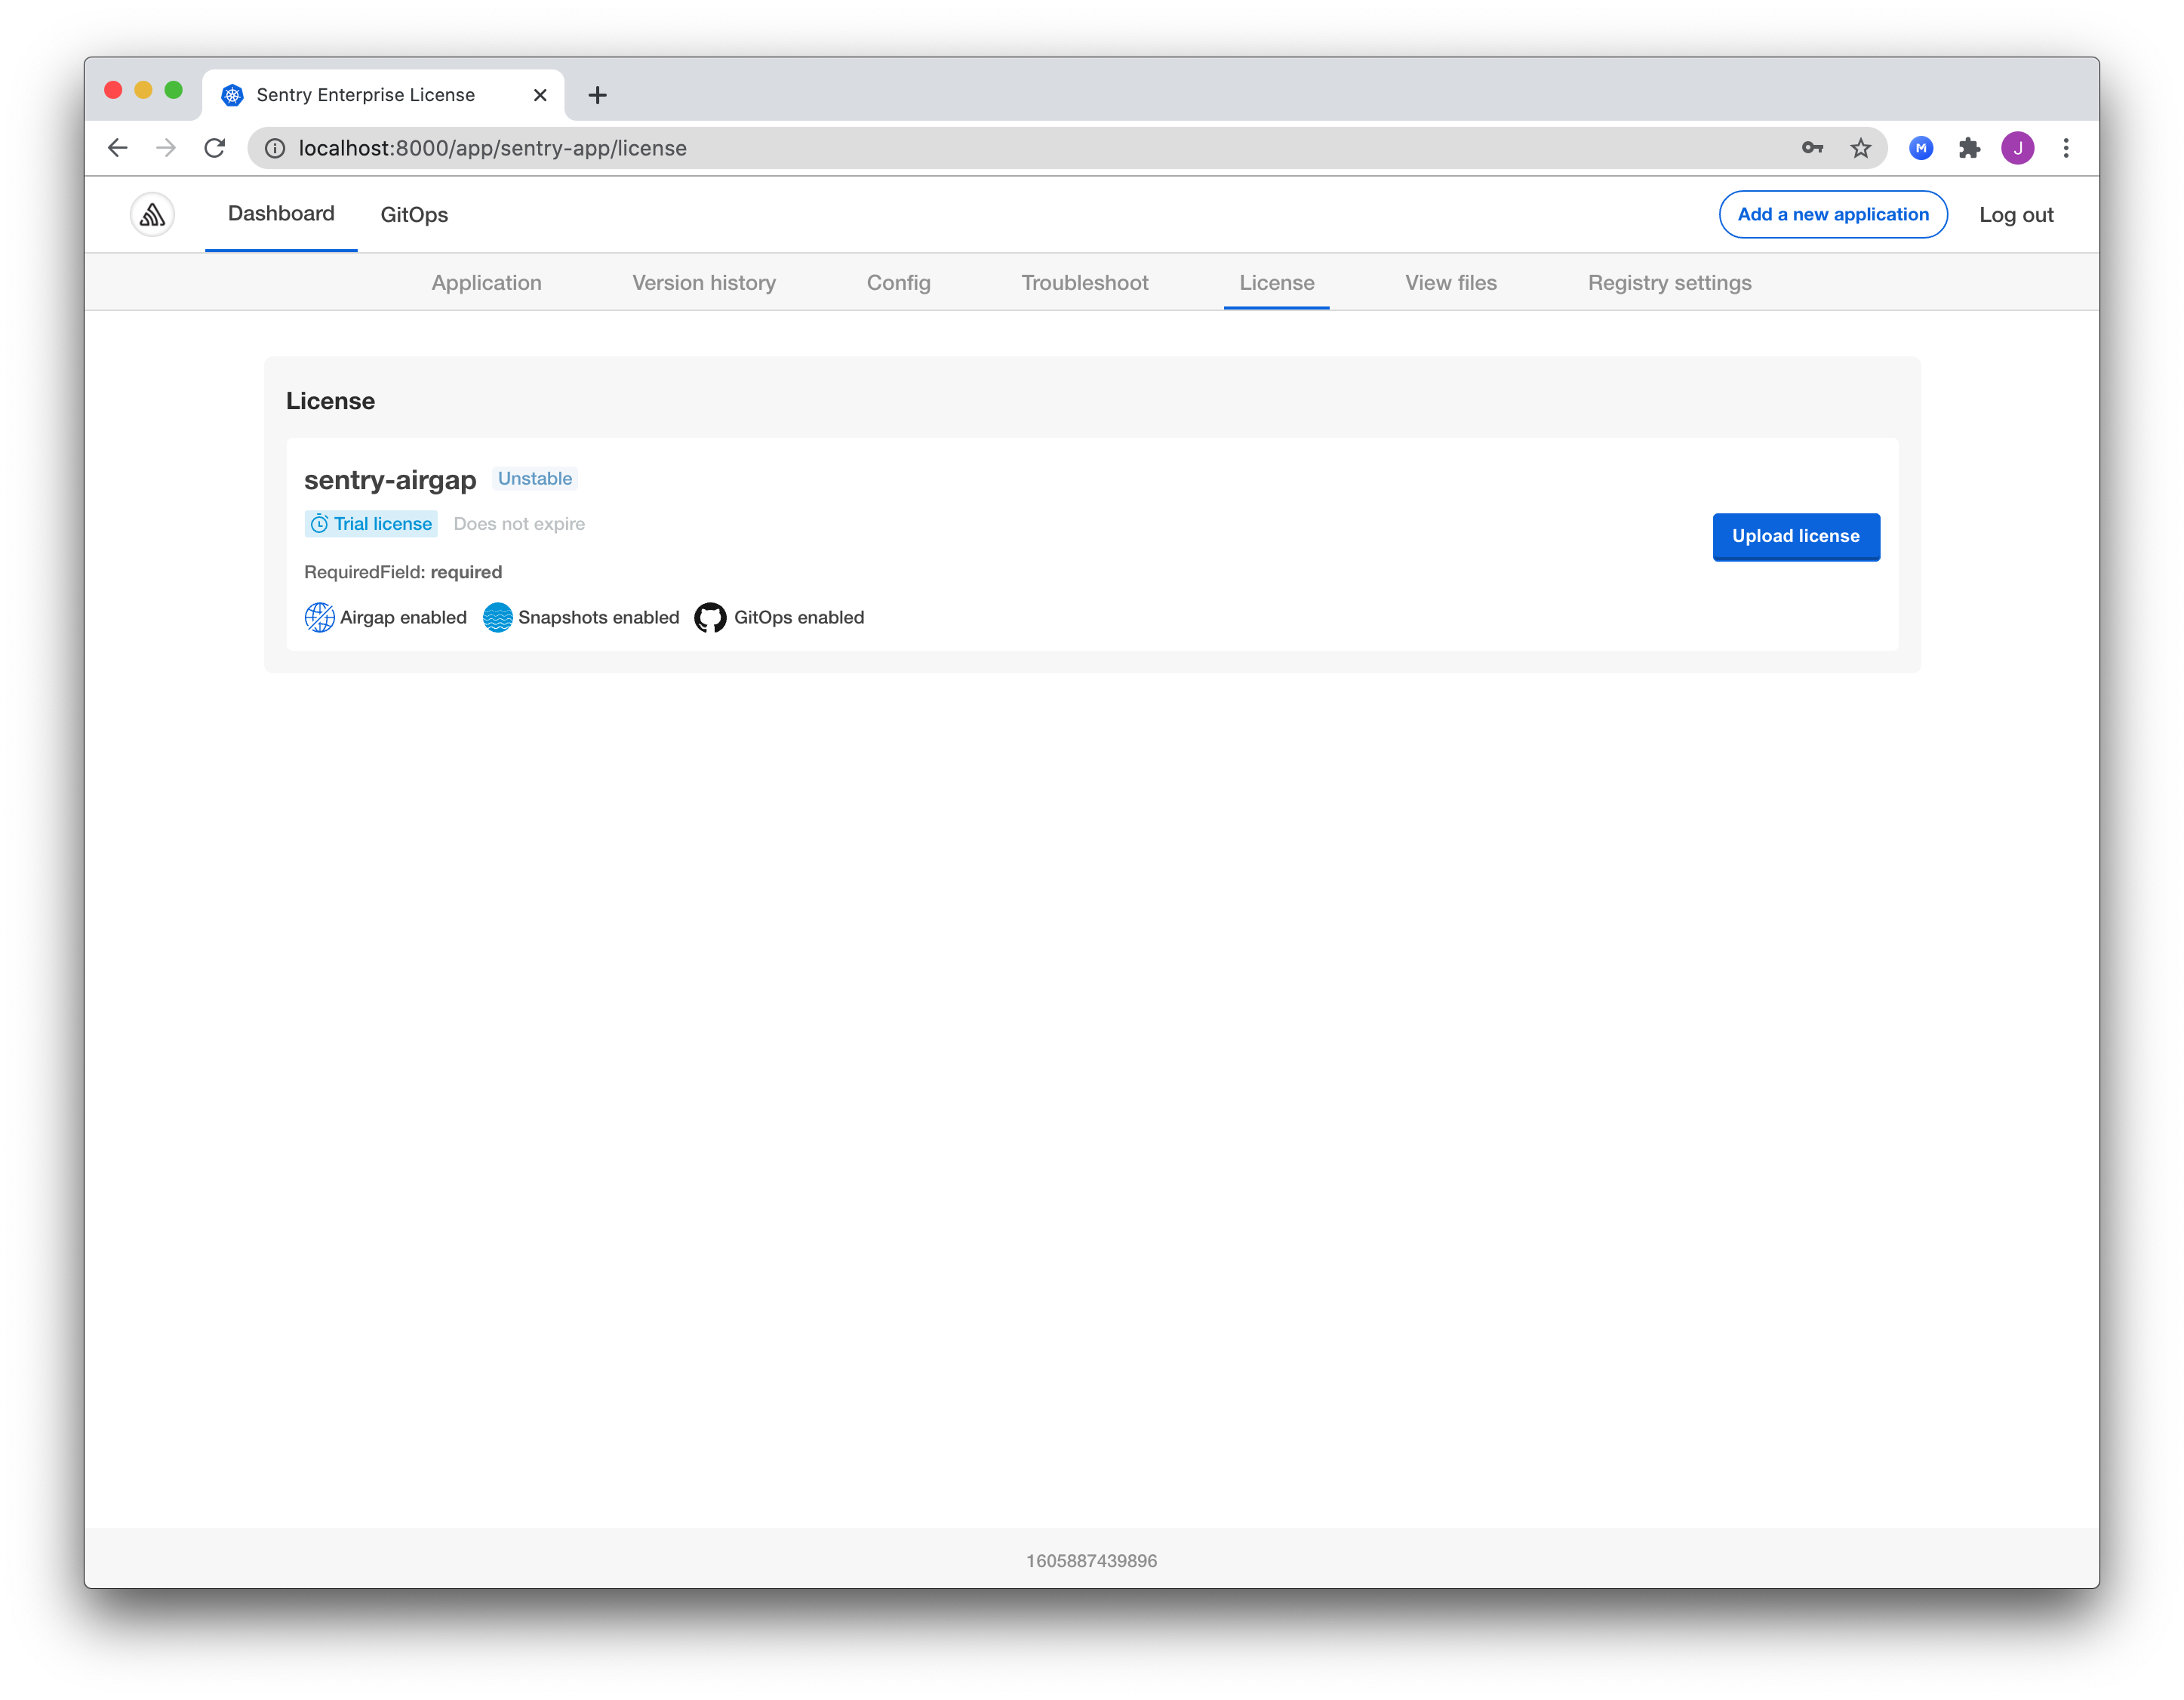 Sentry Enterprise License
localhost:8000/app/sentry-app/license
M
J
Dashboard
GitOps
Add a new application
Log out
Application
Version history
Config
Troubleshoot
License
View files
Registry settings
License
sentry-airgap
Unstable
Trial license
Does not expire
Upload license
RequiredField: required
Airgap enabled
Snapshots enabled
GitOps enabled
1605887439896